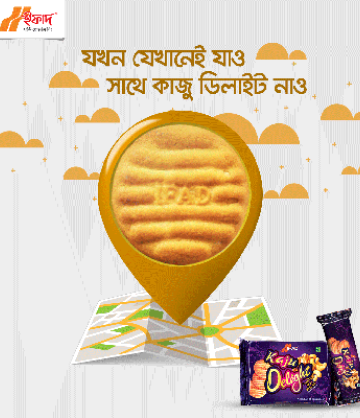 ইফাদ
যখন যেখানেই যাও
সাথে কাজু ডিলাইট নাও
IFAD
Kaju
Delight